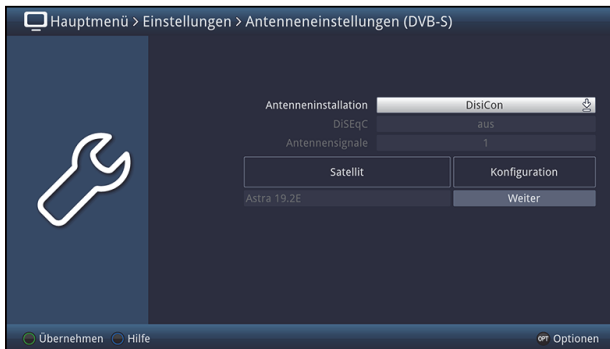 Hauptmenü > Einstellungen > Antenneneinstellungen (DVB-S)
Antenneninstallation DisiCon
DiSEqC aus
Antennensignale 1
Satellit Konfiguration
Astra 19.2E Weiter
Übernehmen Hilfe OPT Optionen